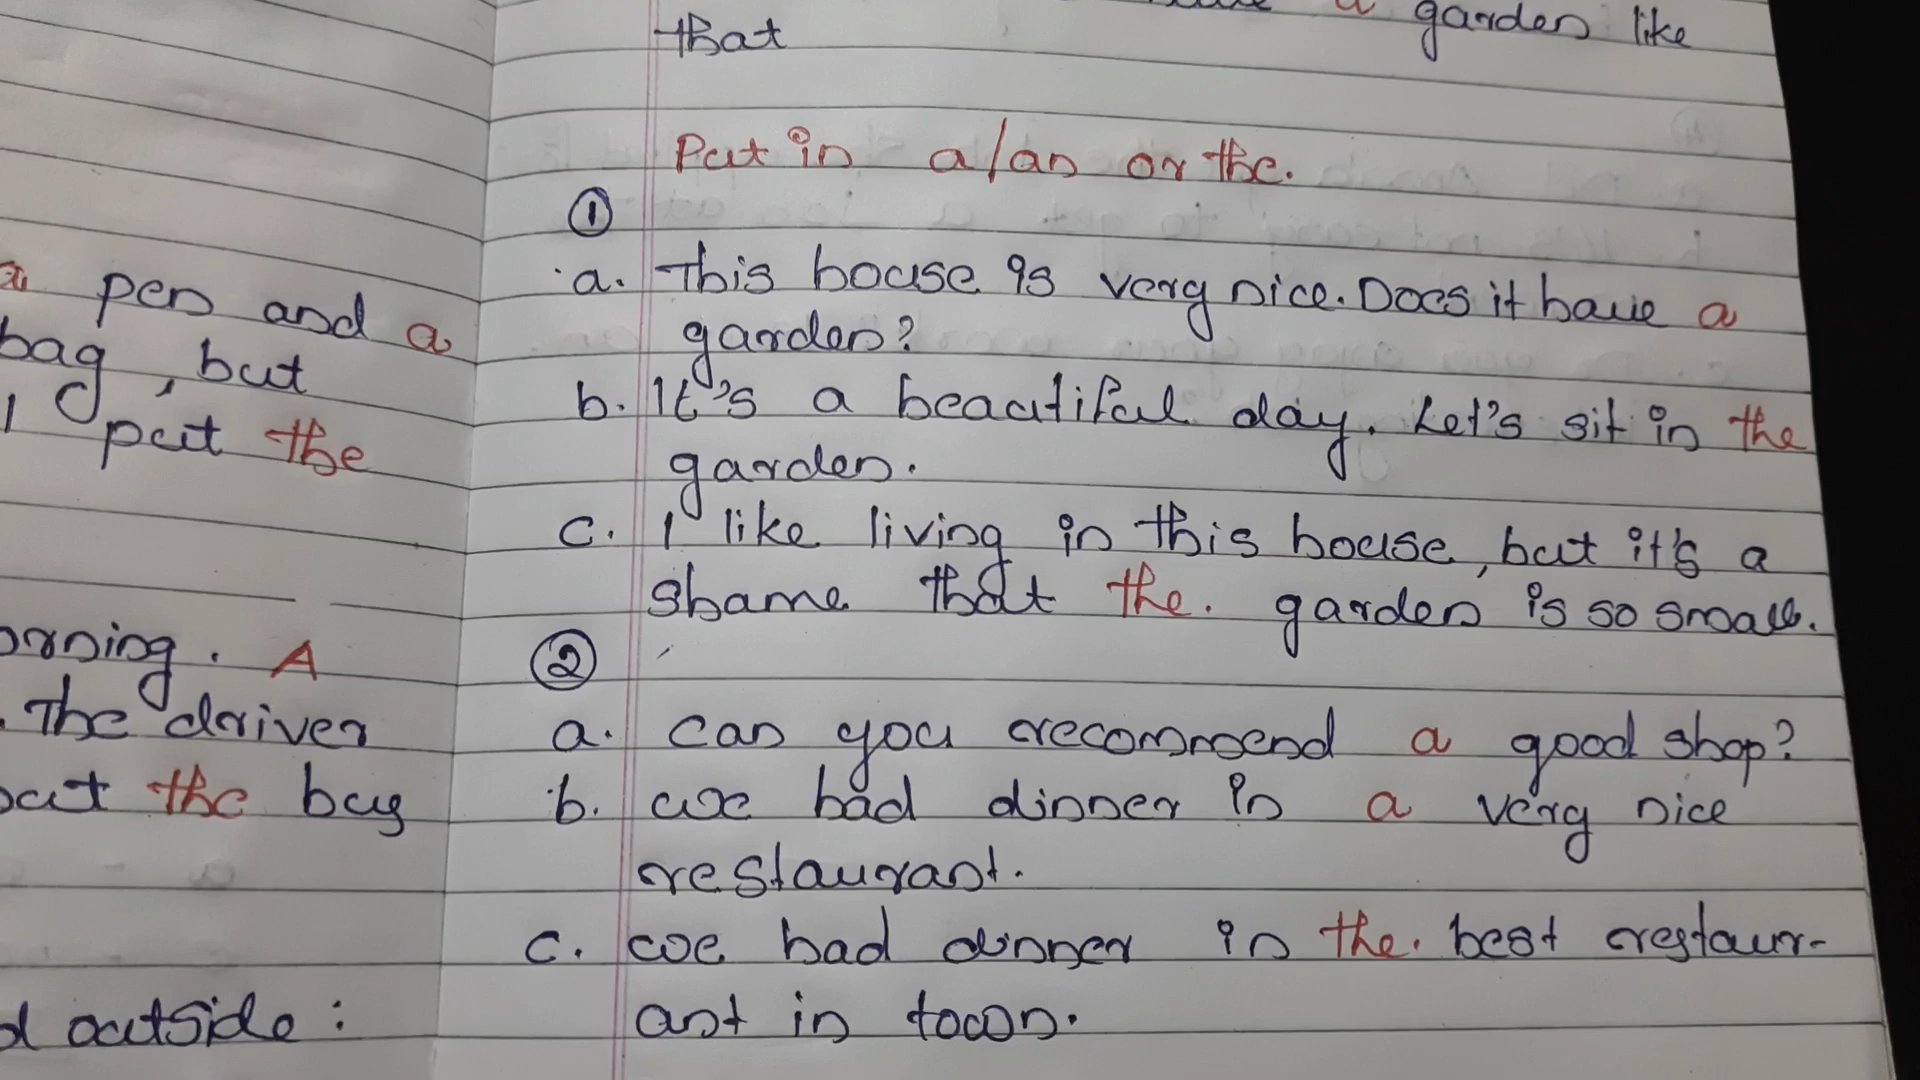 a pen and a
bag, but
I put the
morning. A
. The driver
but the bus
d outside:
a garden like
that
Put in a/an or the.
①
a. This house is very nice. Does it have a
garden?
b. It's a beautiful day. Let's sit in the
garden.
c. I like living in this house, but it's a
shame that the. garden is so small.
②
a. can you recommend a good shop?
b. we had dinner in a very nice
restaurant.
c. we had dinner in the. best restaur-
ant in town.